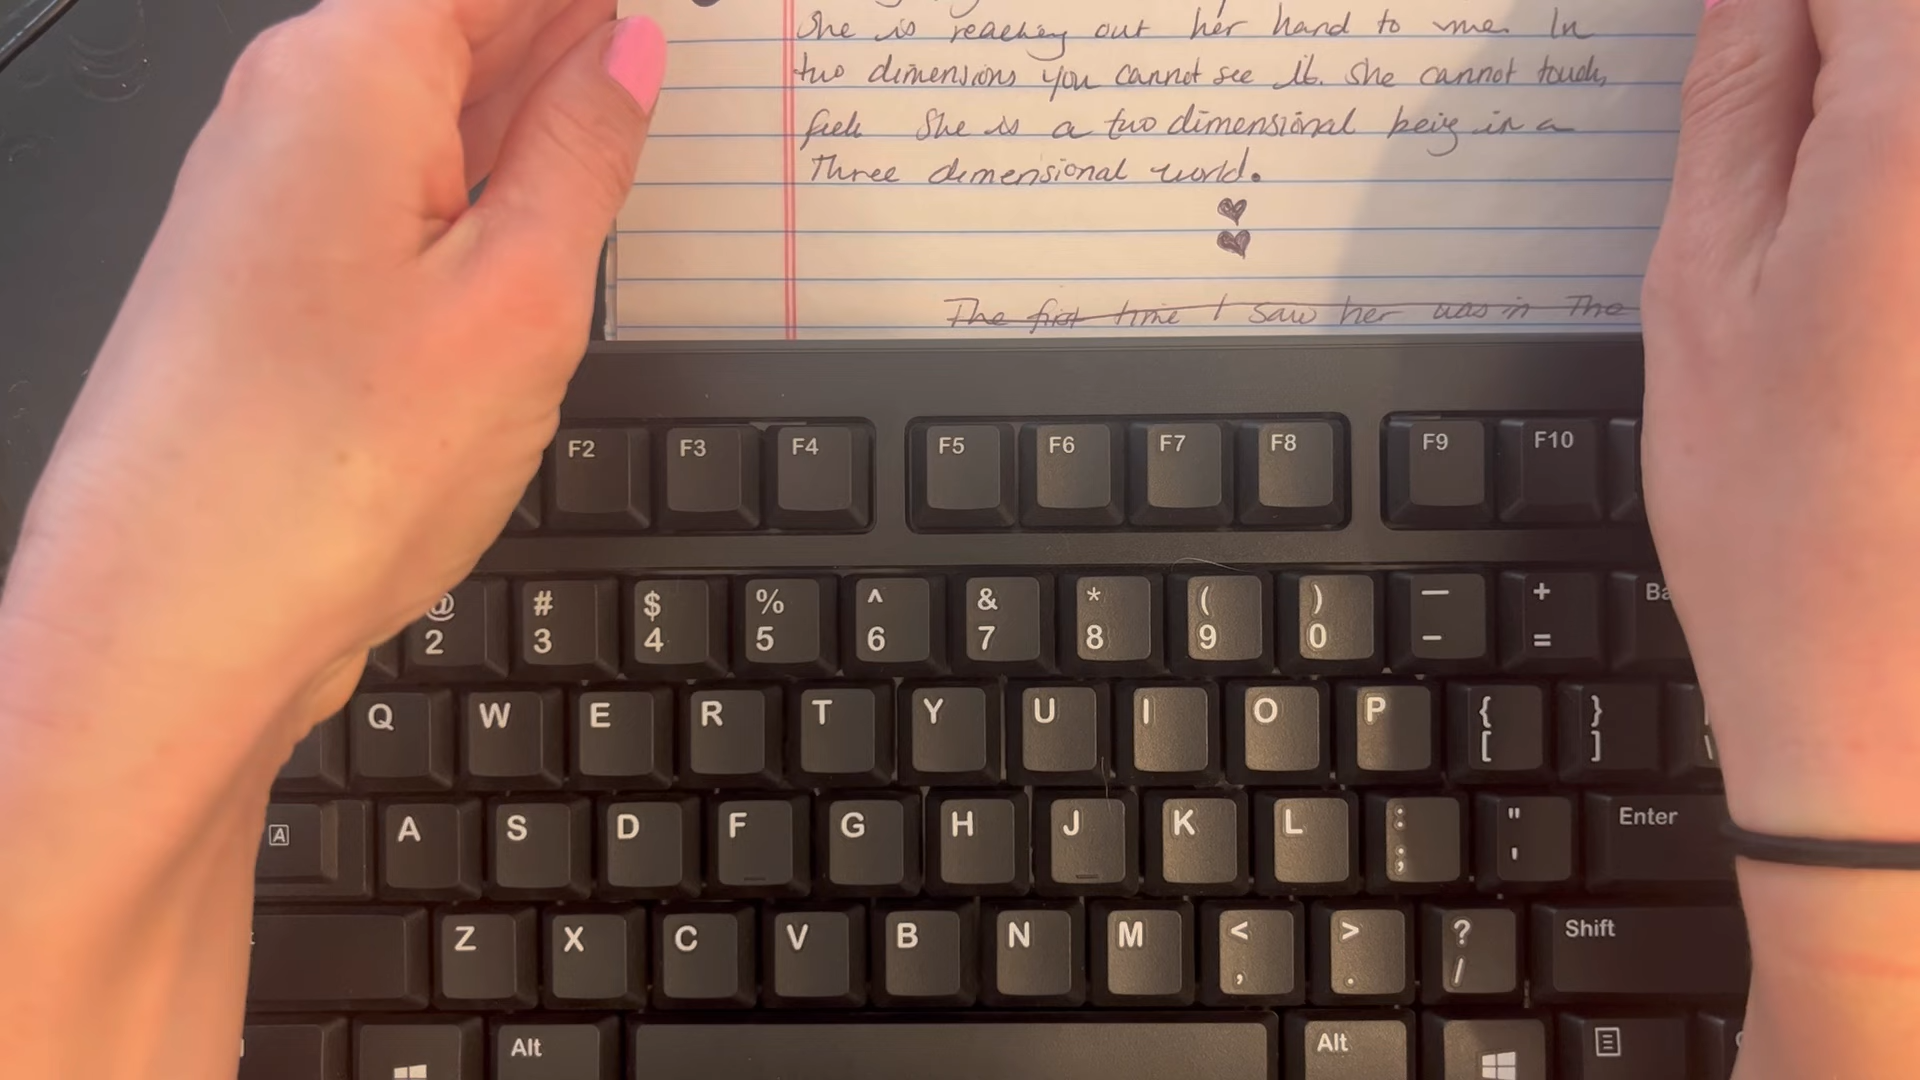 She is reaching out her hand to me. In
two dimensions you cannot see it. She cannot touch,
feel. She is a two dimensional being in a
Three dimensional world.
The first time I saw her was in The
F2 F3 F4 F5 F6 F7 F8 F9 F10
@ # $ % ^ & * ( ) — +
2 3 4 5 6 7 8 9 0 - =
Q W E R T Y U I O P { }
[ ]
A A S D F G H J K L : " Enter
; '
Z X C V B N M < > ? Shift
, . /
Alt Alt